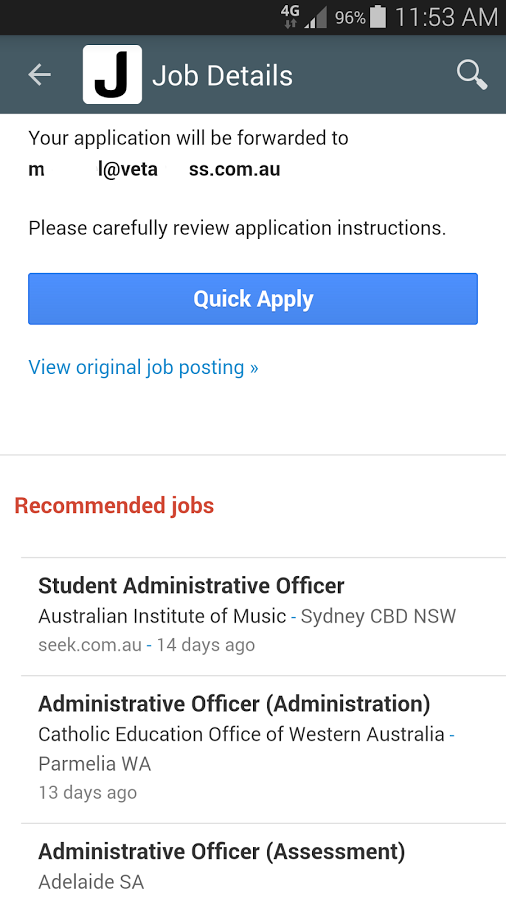 4G 96% 11:53 AM
J Job Details
Your application will be forwarded to
m l@veta ss.com.au
Please carefully review application instructions.
Quick Apply
View original job posting »
Recommended jobs
Student Administrative Officer
Australian Institute of Music - Sydney CBD NSW
seek.com.au - 14 days ago
Administrative Officer (Administration)
Catholic Education Office of Western Australia -
Parmelia WA
13 days ago
Administrative Officer (Assessment)
Adelaide SA